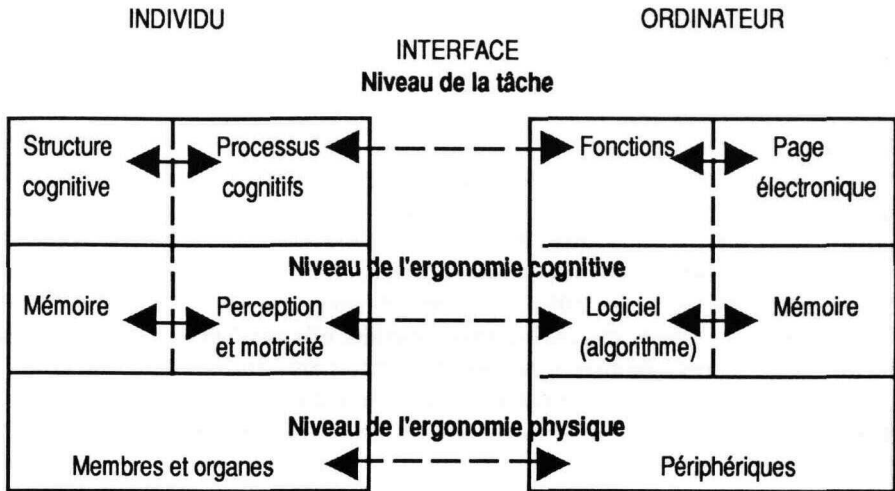 INDIVIDU
ORDINATEUR
INTERFACE
Niveau de la tâche
Structure
cognitive
Processus
cognitifs
Fonctions
Page
électronique
Niveau de l'ergonomie cognitive
Mémoire
Perception
et motricité
Logiciel
(algorithme)
Mémoire
Niveau de l'ergonomie physique
Membres et organes
Périphériques